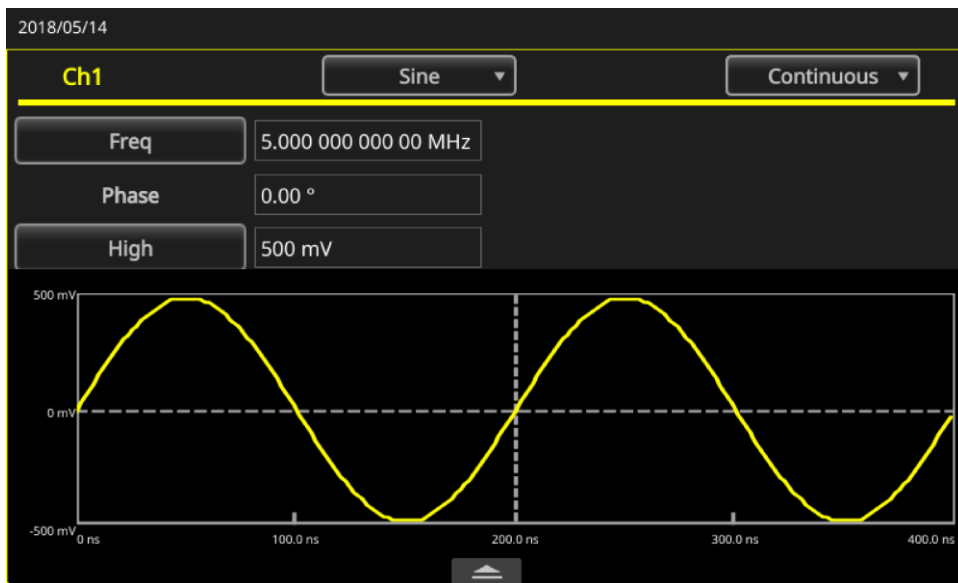 2018/05/14
Ch1 Sine Continuous
Freq 5.000 000 000 00 MHz
Phase 0.00 °
High 500 mV
500 mV
0 mV
-500 mV
0 ns 100.0 ns 200.0 ns 300.0 ns 400.0 ns